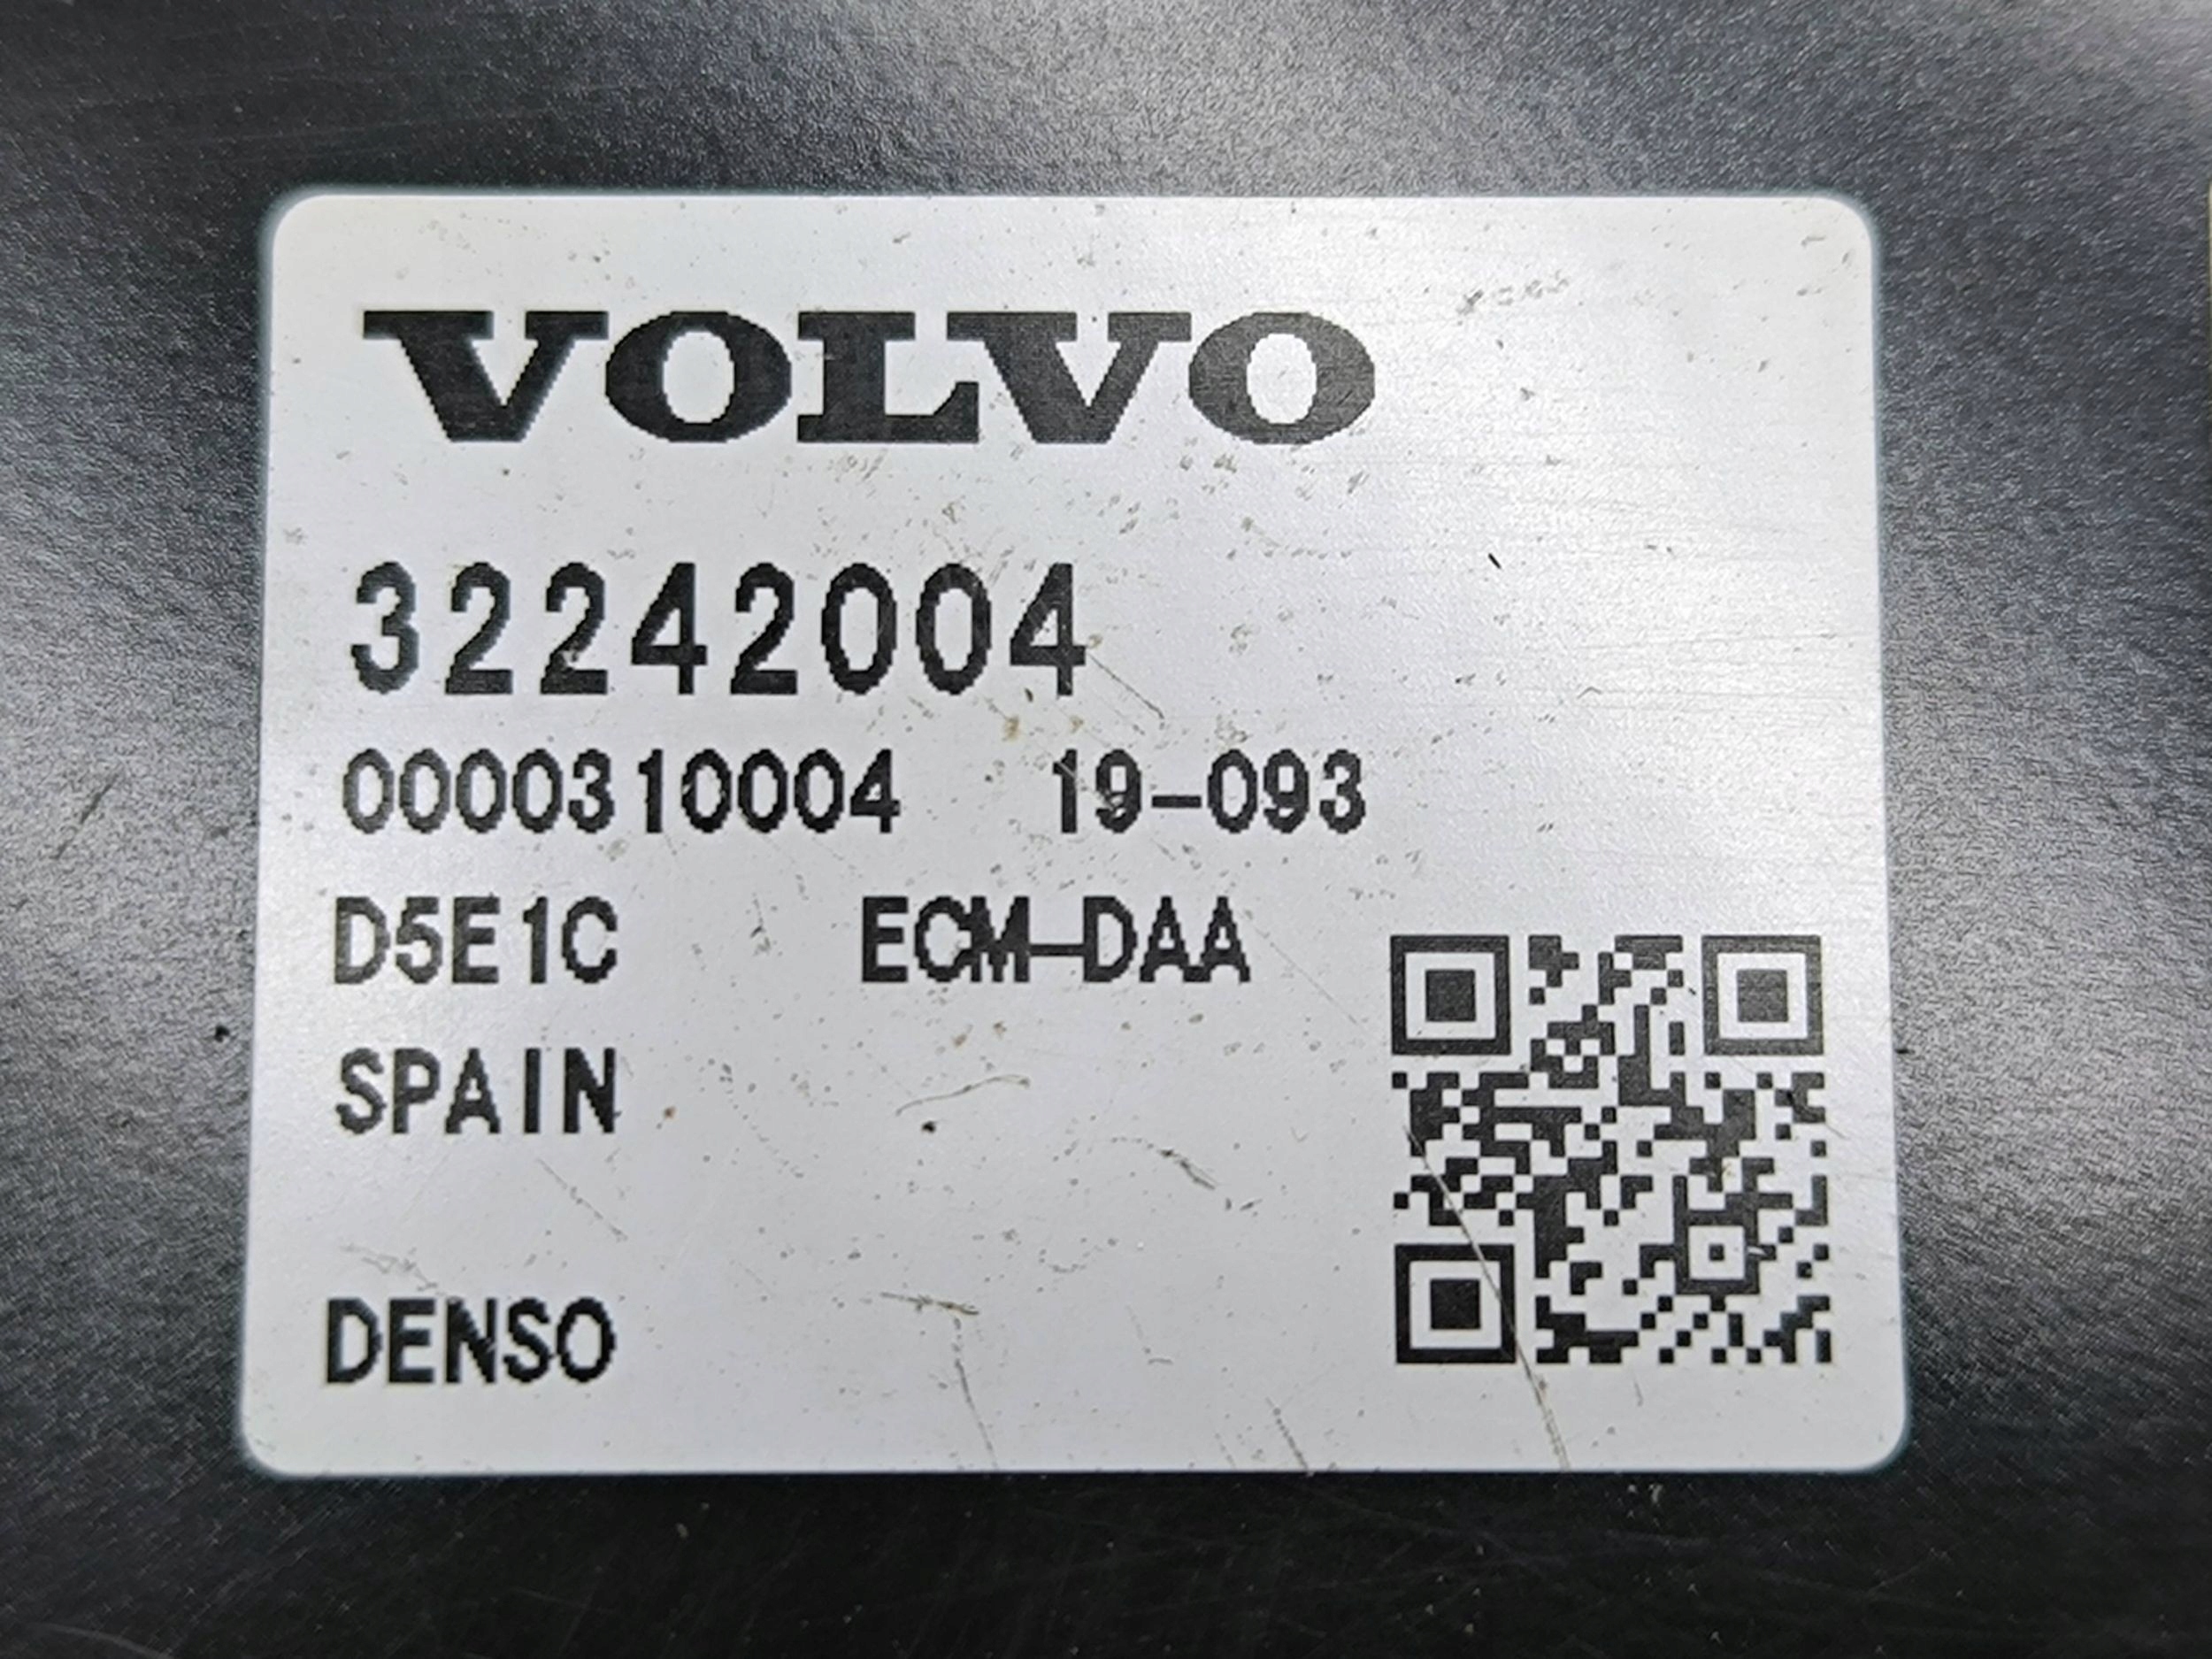 VOLVO
32242004
0000310004 19-093
D5E1C ECM-DAA
SPAIN
DENSO